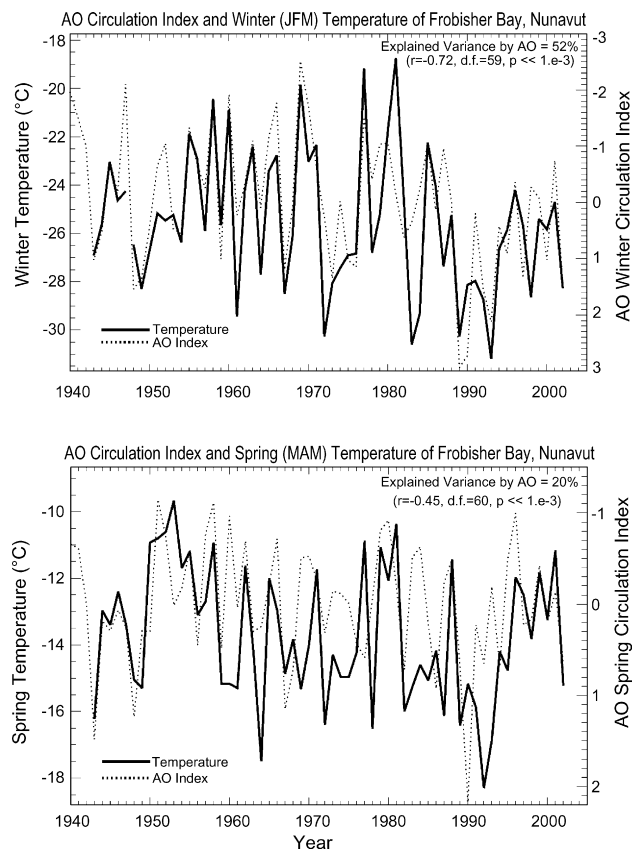 AO Circulation Index and Winter (JFM) Temperature of Frobisher Bay, Nunavut
Explained Variance by AO = 52%
(r=-0.72, d.f.=59, p << 1.e-3)
Winter Temperature (°C)
-18
-20
-22
-24
-26
-28
-30
-3
-2
-1
0
1
2
3
AO Winter Circulation Index
Temperature
AO Index
1940 1950 1960 1970 1980 1990 2000
AO Circulation Index and Spring (MAM) Temperature of Frobisher Bay, Nunavut
Explained Variance by AO = 20%
(r=-0.45, d.f.=60, p << 1.e-3)
Spring Temperature (°C)
-10
-12
-14
-16
-18
-1
0
1
2
AO Spring Circulation Index
Temperature
AO Index
1940 1950 1960 1970 1980 1990 2000
Year